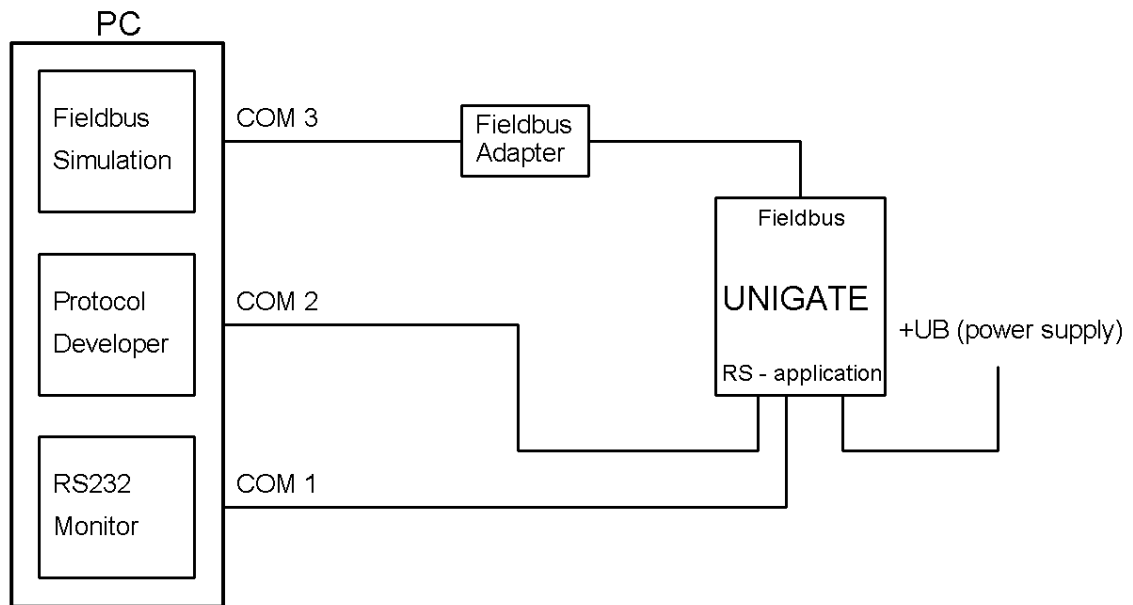 PC
Fieldbus
Simulation
COM 3
Fieldbus
Adapter
Fieldbus
UNIGATE
RS - application
+UB (power supply)
Protocol
Developer
COM 2
RS232
Monitor
COM 1